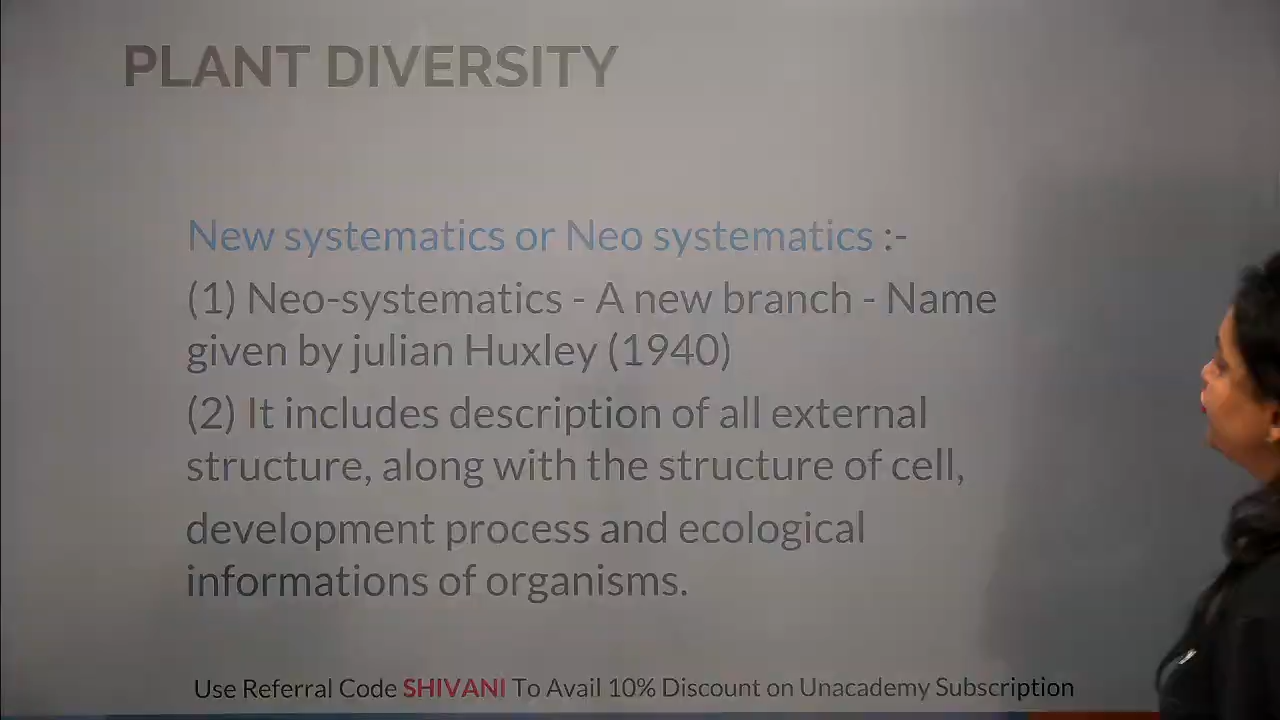 PLANT DIVERSITY
New systematics or Neo systematics :-
(1) Neo-systematics - A new branch - Name
given by julian Huxley (1940)
(2) It includes description of all external
structure, along with the structure of cell,
development process and ecological
informations of organisms.
Use Referral Code SHIVANI To Avail 10% Discount on Unacademy Subscription